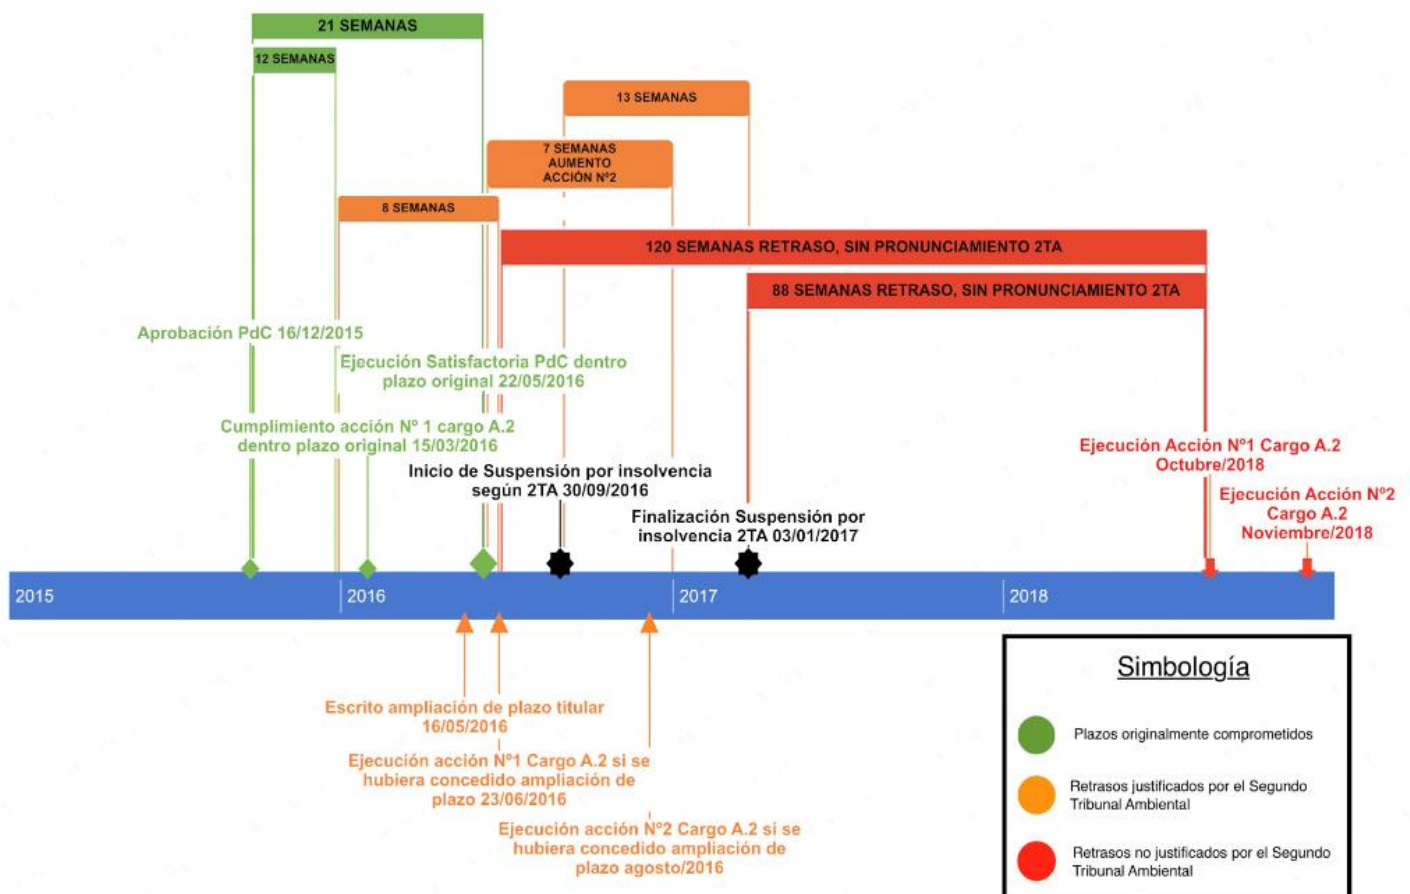 21 SEMANAS
12 SEMANAS
13 SEMANAS
7 SEMANAS
AUMENTO
ACCIÓN Nº2
8 SEMANAS
120 SEMANAS RETRASO, SIN PRONUNCIAMIENTO 2TA
88 SEMANAS RETRASO, SIN PRONUNCIAMIENTO 2TA
Aprobación PdC 16/12/2015
Ejecución Satisfactoria PdC dentro
plazo original 22/05/2016
Cumplimiento acción Nº 1 cargo A.2
dentro plazo original 15/03/2016
Inicio de Suspensión por insolvencia
según 2TA 30/09/2016
Finalización Suspensión por
insolvencia 2TA 03/01/2017
Ejecución Acción Nº1 Cargo A.2
Octubre/2018
Ejecución Acción Nº2
Cargo A.2
Noviembre/2018
2015
2016
2017
2018
Escrito ampliación de plazo titular
16/05/2016
Ejecución acción Nº1 Cargo A.2 si se
hubiera concedido ampliación de
plazo 23/06/2016
Ejecución acción Nº2 Cargo A.2 si se
hubiera concedido ampliación de
plazo agosto/2016
Simbología
Plazos originalmente comprometidos
Retrasos justificados por el Segundo
Tribunal Ambiental
Retrasos no justificados por el Segundo
Tribunal Ambiental